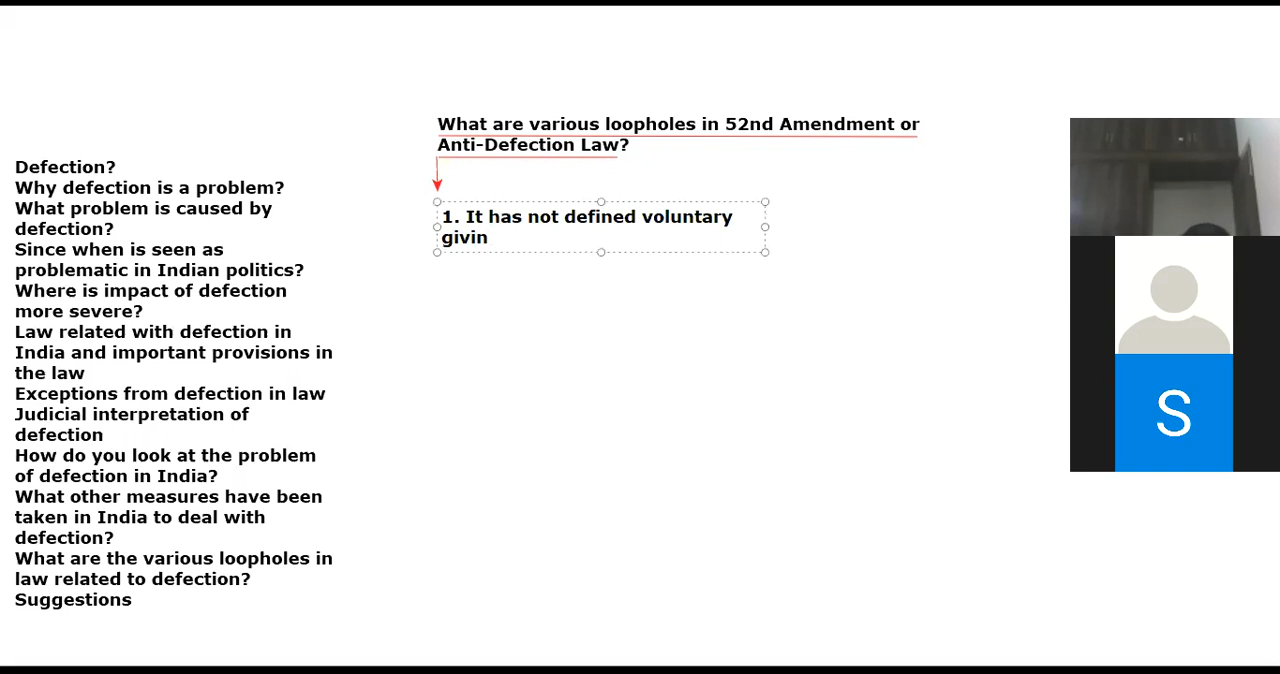 Defection?
Why defection is a problem?
What problem is caused by
defection?
Since when is seen as
problematic in Indian politics?
Where is impact of defection
more severe?
Law related with defection in
India and important provisions in
the law
Exceptions from defection in law
Judicial interpretation of
defection
How do you look at the problem
of defection in India?
What other measures have been
taken in India to deal with
defection?
What are the various loopholes in
law related to defection?
Suggestions
What are various loopholes in 52nd Amendment or
Anti-Defection Law?
1. It has not defined voluntary
givin
S